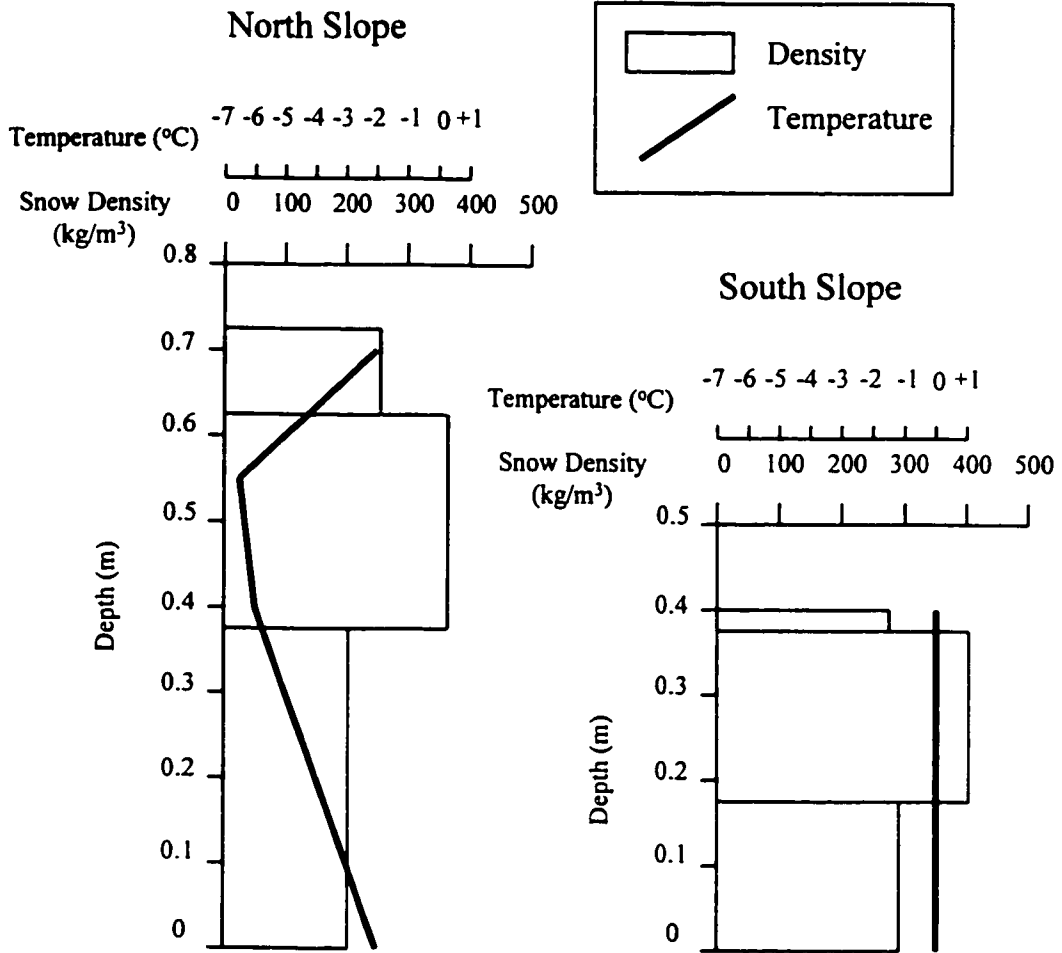 North Slope
Temperature (°C)
-7 -6 -5 -4 -3 -2 -1 0 +1
Snow Density
(kg/m³)
0 100 200 300 400 500
Depth (m)
0.8
0.7
0.6
0.5
0.4
0.3
0.2
0.1
0
Density
Temperature
South Slope
Temperature (°C)
-7 -6 -5 -4 -3 -2 -1 0 +1
Snow Density
(kg/m³)
0 100 200 300 400 500
Depth (m)
0.5
0.4
0.3
0.2
0.1
0